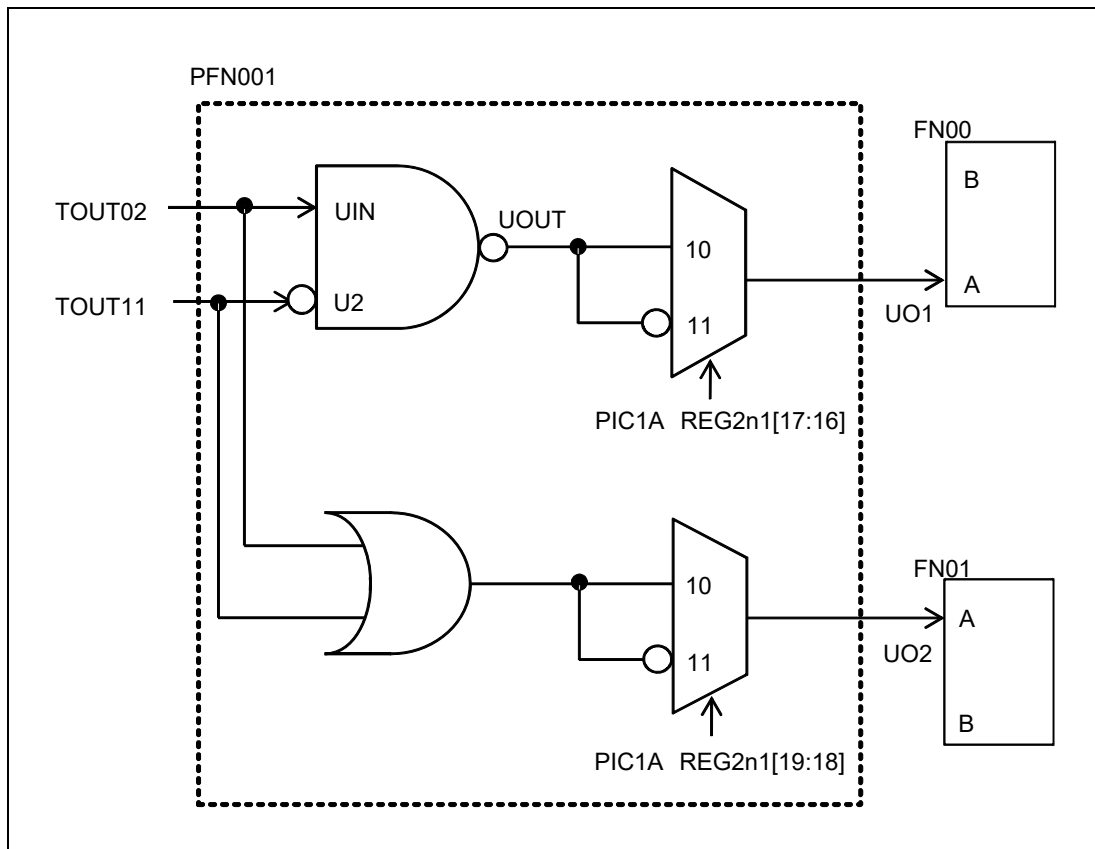 PFN001
FN00
B
TOUT02
UIN
UOUT
10
TOUT11
U2
A
UO1
11
PIC1A REG2n1[17:16]
FN01
10
A
UO2
11
B
PIC1A REG2n1[19:18]